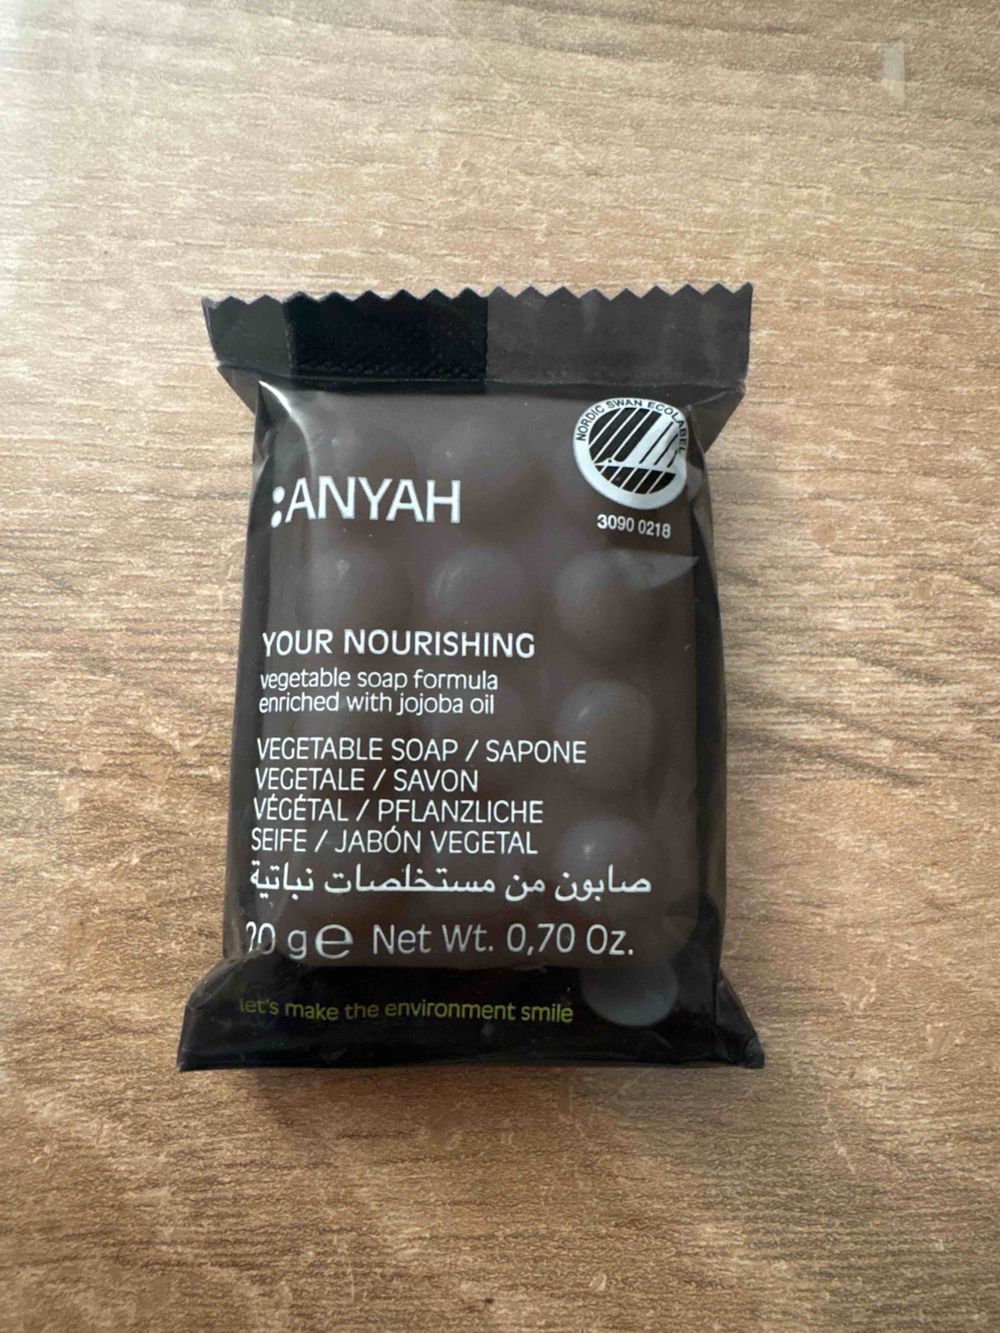 NORDIC SWAN ECOLABEL
3090 0218
:ANYAH
YOUR NOURISHING
vegetable soap formula
enriched with jojoba oil
VEGETABLE SOAP / SAPONE
VEGETALE / SAVON
VÉGÉTAL / PFLANZLICHE
SEIFE / JABÓN VEGETAL
صابون من مستخلصات نباتية
20 g ℮ Net Wt. 0,70 Oz.
let's make the environment smile